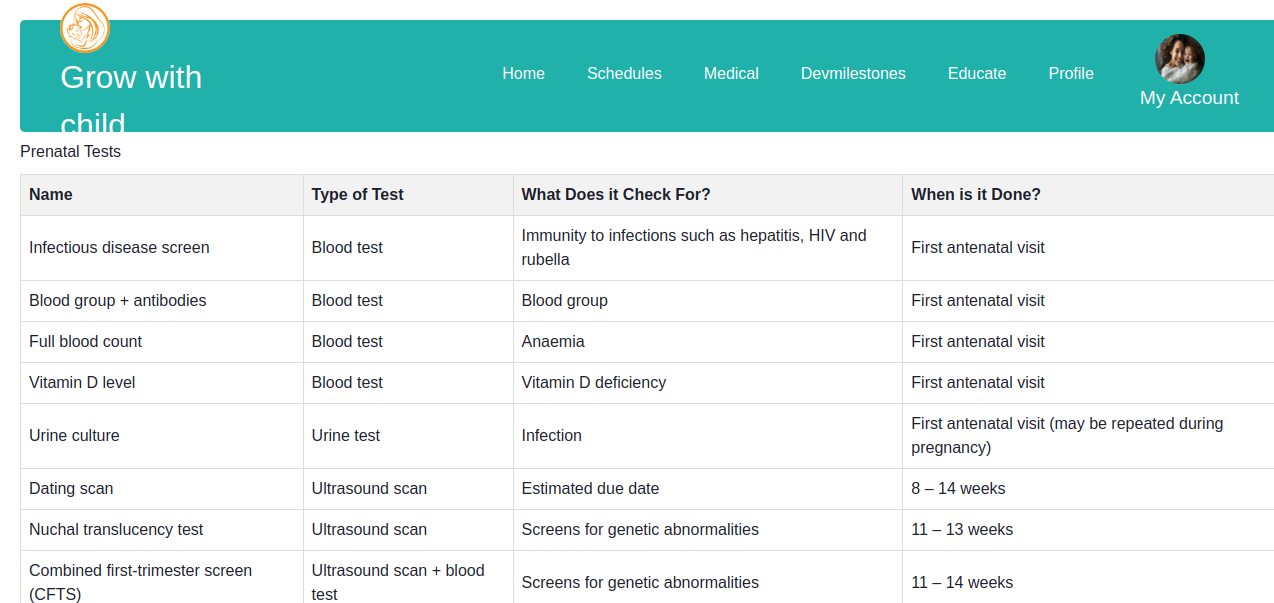 Grow with
child
Home Schedules Medical Devmilestones Educate Profile
My Account
Prenatal Tests
Name Type of Test What Does it Check For? When is it Done?
Infectious disease screen Blood test Immunity to infections such as hepatitis, HIV and rubella First antenatal visit
Blood group + antibodies Blood test Blood group First antenatal visit
Full blood count Blood test Anaemia First antenatal visit
Vitamin D level Blood test Vitamin D deficiency First antenatal visit
Urine culture Urine test Infection First antenatal visit (may be repeated during pregnancy)
Dating scan Ultrasound scan Estimated due date 8 – 14 weeks
Nuchal translucency test Ultrasound scan Screens for genetic abnormalities 11 – 13 weeks
Combined first-trimester screen (CFTS) Ultrasound scan + blood test Screens for genetic abnormalities 11 – 14 weeks